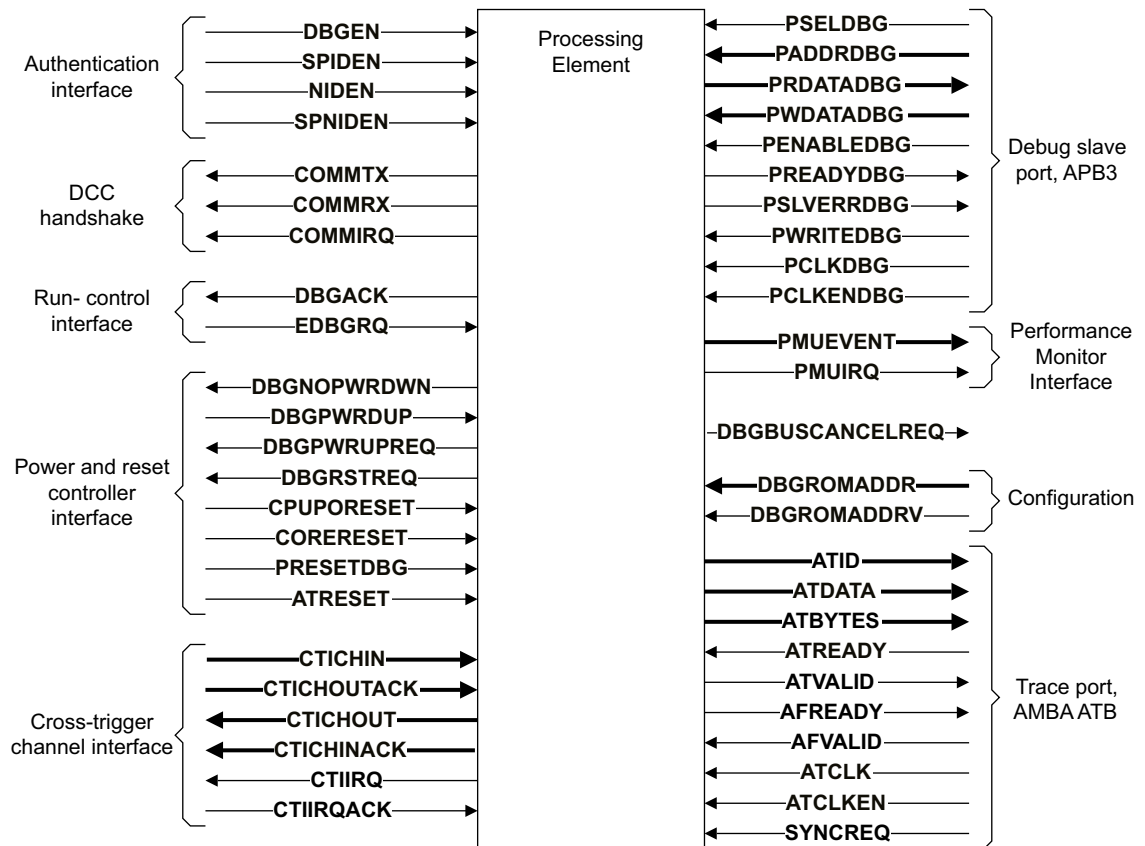 Processing
Element
Authentication
interface
DBGEN
SPIDEN
NIDEN
SPNIDEN
DCC
handshake
COMMTX
COMMRX
COMMIRQ
Run- control
interface
DBGACK
EDBGRQ
Power and reset
controller
interface
DBGNOPWRDWN
DBGPWRDUP
DBGPWRUPREQ
DBGRSTREQ
CPUPORESET
CORERESET
PRESETDBG
ATRESET
Cross-trigger
channel interface
CTICHIN
CTICHOUTACK
CTICHOUT
CTICHINACK
CTIIRQ
CTIIRQACK
PSELDBG
PADDRDBG
PRDATADBG
PWDATADBG
PENABLEDBG
PREADYDBG
PSLVERRDBG
PWRITEDBG
PCLKDBG
PCLKENDBG
Debug slave
port, APB3
PMUEVENT
PMUIRQ
Performance
Monitor
Interface
DBGBUSCANCELREQ
DBGROMADDR
DBGROMADDRV
Configuration
ATID
ATDATA
ATBYTES
ATREADY
ATVALID
AFREADY
AFVALID
ATCLK
ATCLKEN
SYNCREQ
Trace port,
AMBA ATB